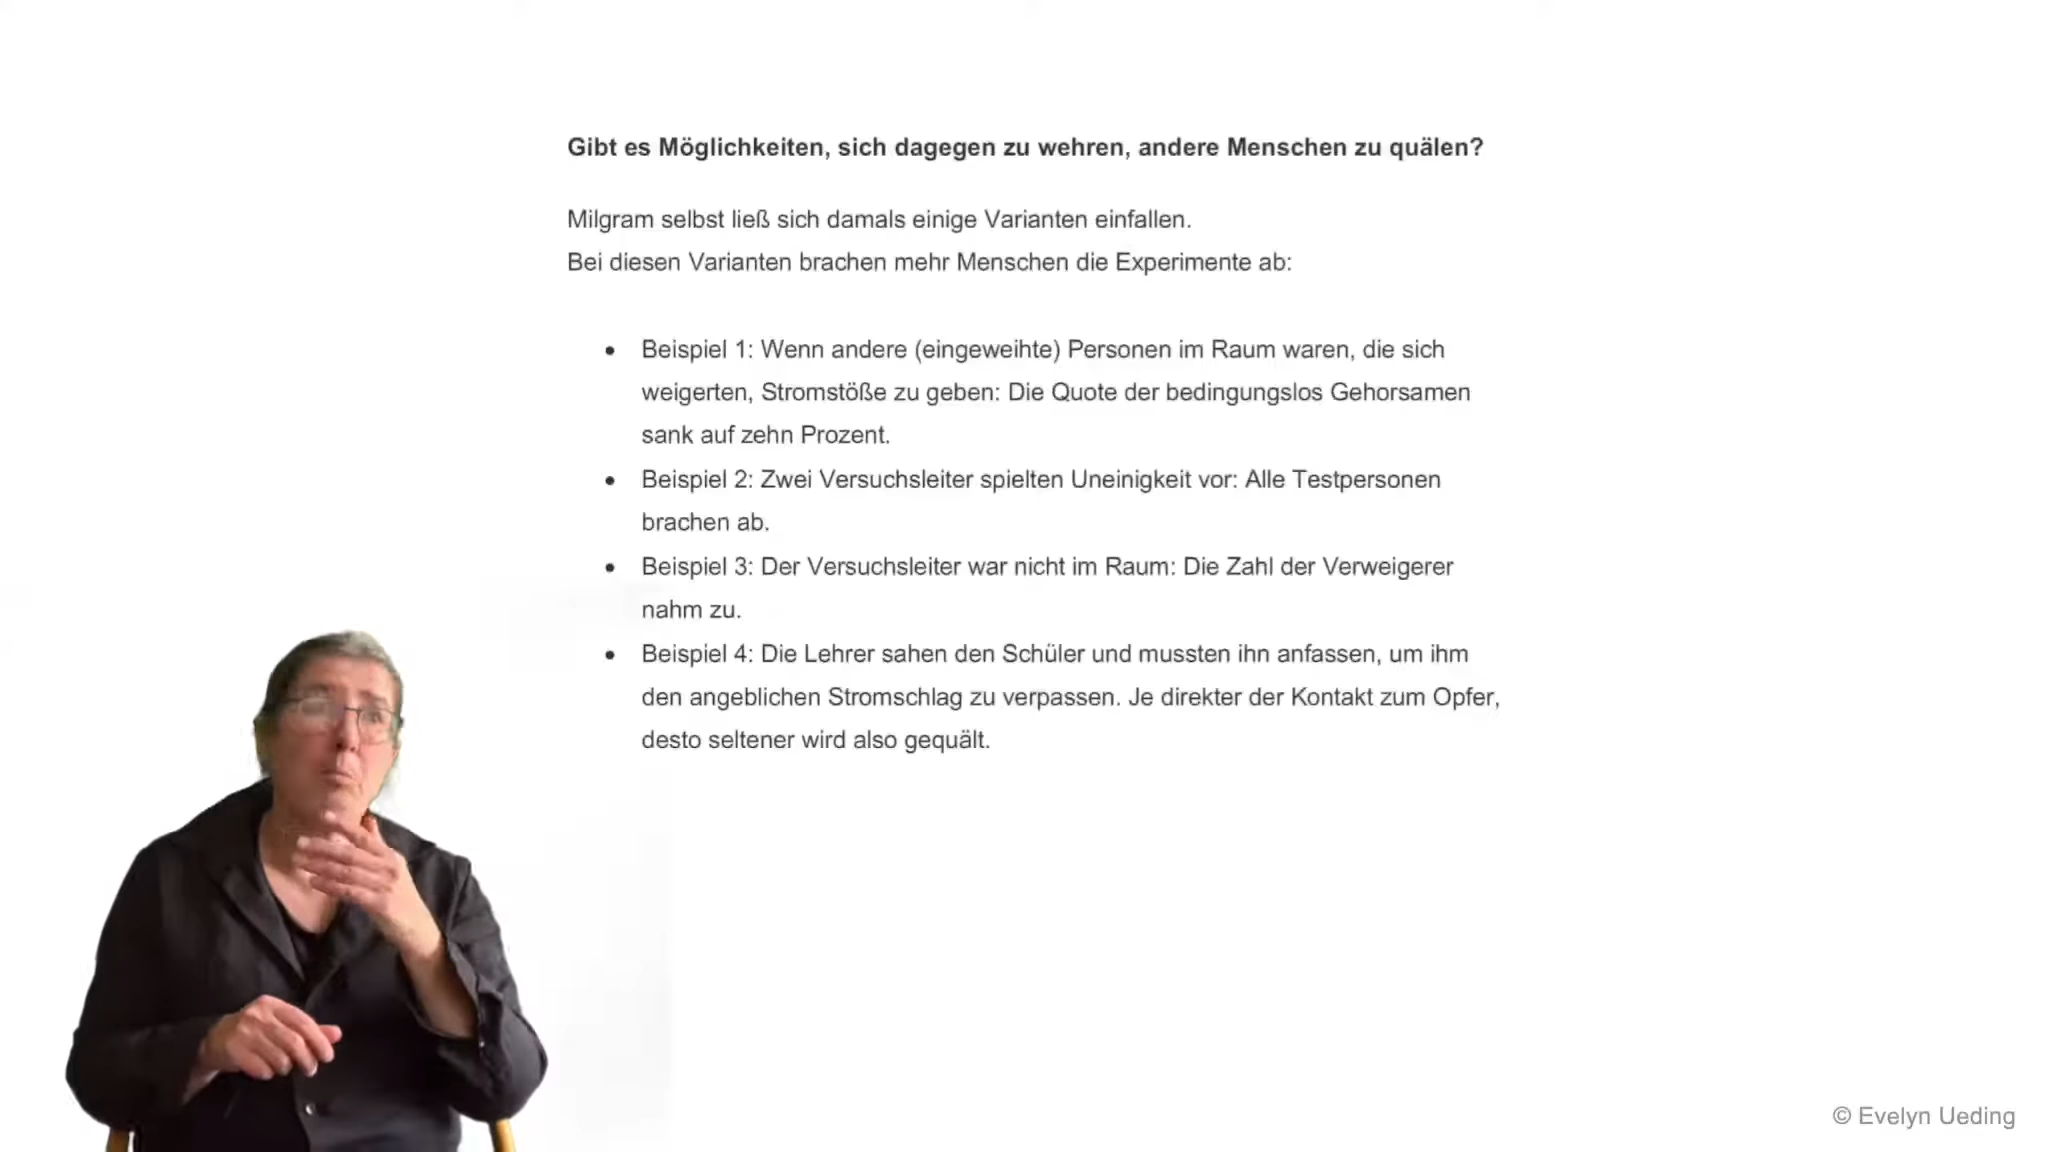 Gibt es Möglichkeiten, sich dagegen zu wehren, andere Menschen zu quälen?
Milgram selbst ließ sich damals einige Varianten einfallen.
Bei diesen Varianten brachen mehr Menschen die Experimente ab:
• Beispiel 1: Wenn andere (eingeweihte) Personen im Raum waren, die sich
weigerten, Stromstöße zu geben: Die Quote der bedingungslos Gehorsamen
sank auf zehn Prozent.
• Beispiel 2: Zwei Versuchsleiter spielten Uneinigkeit vor: Alle Testpersonen
brachen ab.
• Beispiel 3: Der Versuchsleiter war nicht im Raum: Die Zahl der Verweigerer
nahm zu.
• Beispiel 4: Die Lehrer sahen den Schüler und mussten ihn anfassen, um ihm
den angeblichen Stromschlag zu verpassen. Je direkter der Kontakt zum Opfer,
desto seltener wird also gequält.
© Evelyn Ueding